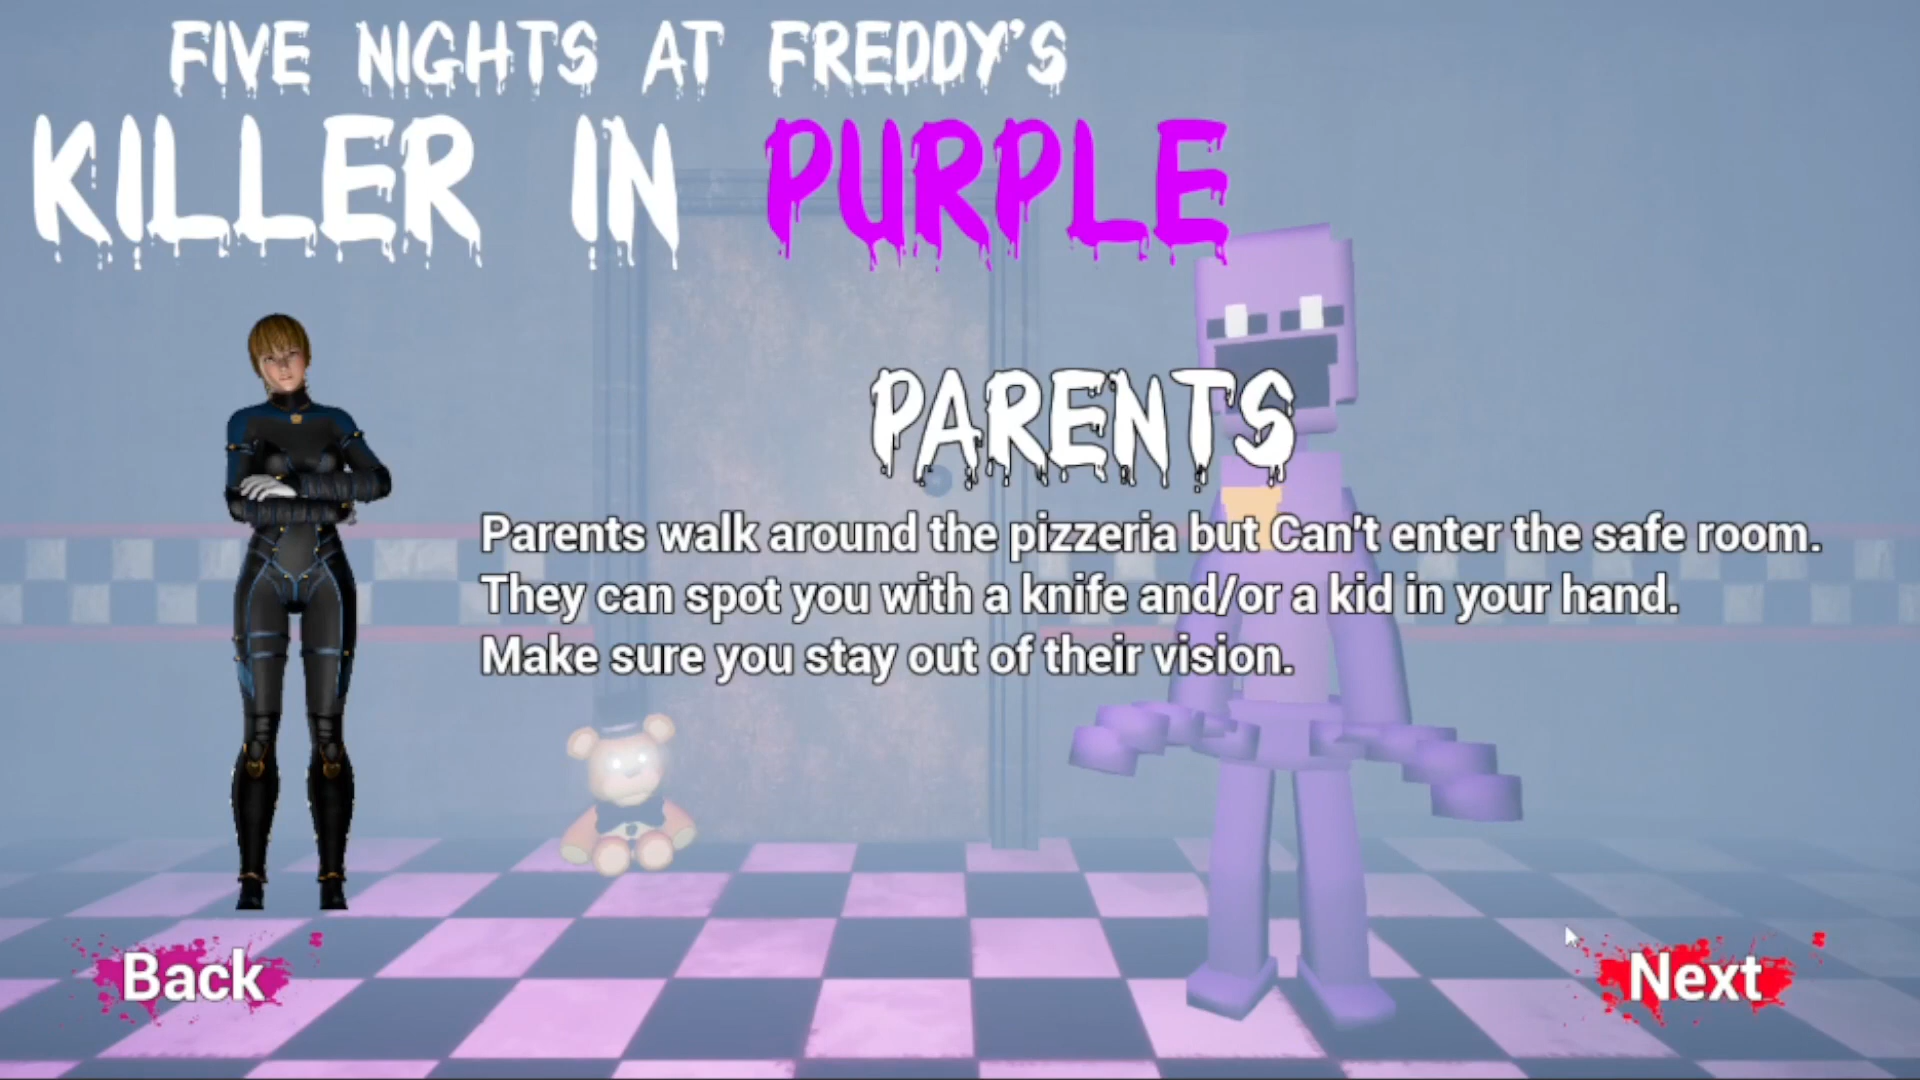 FIVE NIGHTS AT FREDDY'S
KILLER IN PURPLE
PARENTS
Parents walk around the pizzeria but Can't enter the safe room.
They can spot you with a knife and/or a kid in your hand.
Make sure you stay out of their vision.
Back
Next